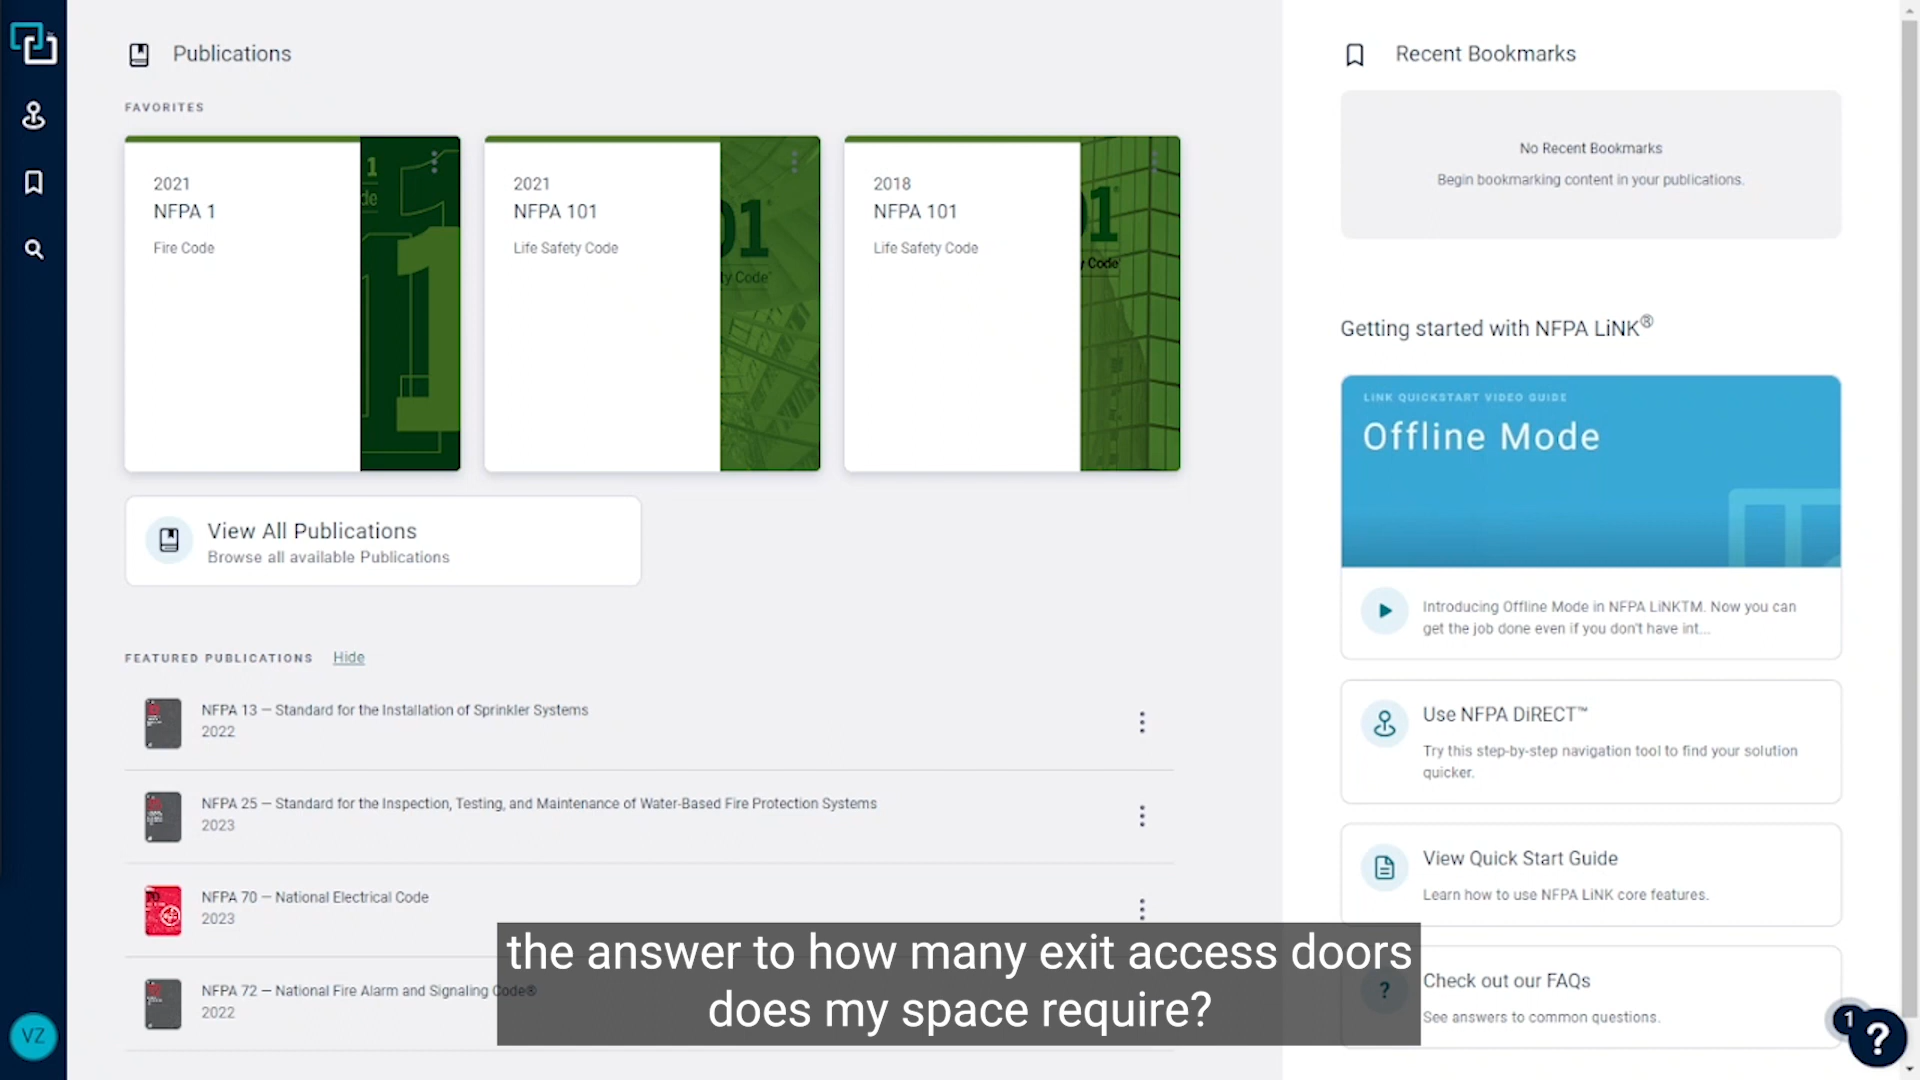 Publications
FAVORITES
2021
NFPA 1
Fire Code
1
de
1
2021
NFPA 101
Life Safety Code
01
ty Code
2018
NFPA 101
Life Safety Code
01
y Code
View All Publications
Browse all available Publications
FEATURED PUBLICATIONS Hide
NFPA 13 — Standard for the Installation of Sprinkler Systems
2022
NFPA 25 — Standard for the Inspection, Testing, and Maintenance of Water-Based Fire Protection Systems
2023
NFPA 70 — National Electrical Code
2023
NFPA 72 — National Fire Alarm and Signaling Code®
2022
VZ
Recent Bookmarks
No Recent Bookmarks
Begin bookmarking content in your publications.
Getting started with NFPA LiNK®
LiNK QUICKSTART VIDEO GUIDE
Offline Mode
Introducing Offline Mode in NFPA LiNKTM. Now you can
get the job done even if you don't have int...
Use NFPA DiRECT™
Try this step-by-step navigation tool to find your solution
quicker.
View Quick Start Guide
Learn how to use NFPA LiNK core features.
?
Check out our FAQs
See answers to common questions.
1
?
the answer to how many exit access doors
does my space require?